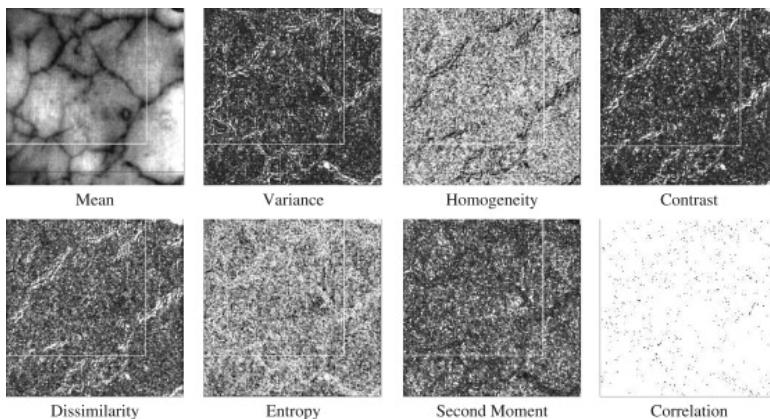 Mean
Variance
Homogeneity
Contrast
Dissimilarity
Entropy
Second Moment
Correlation